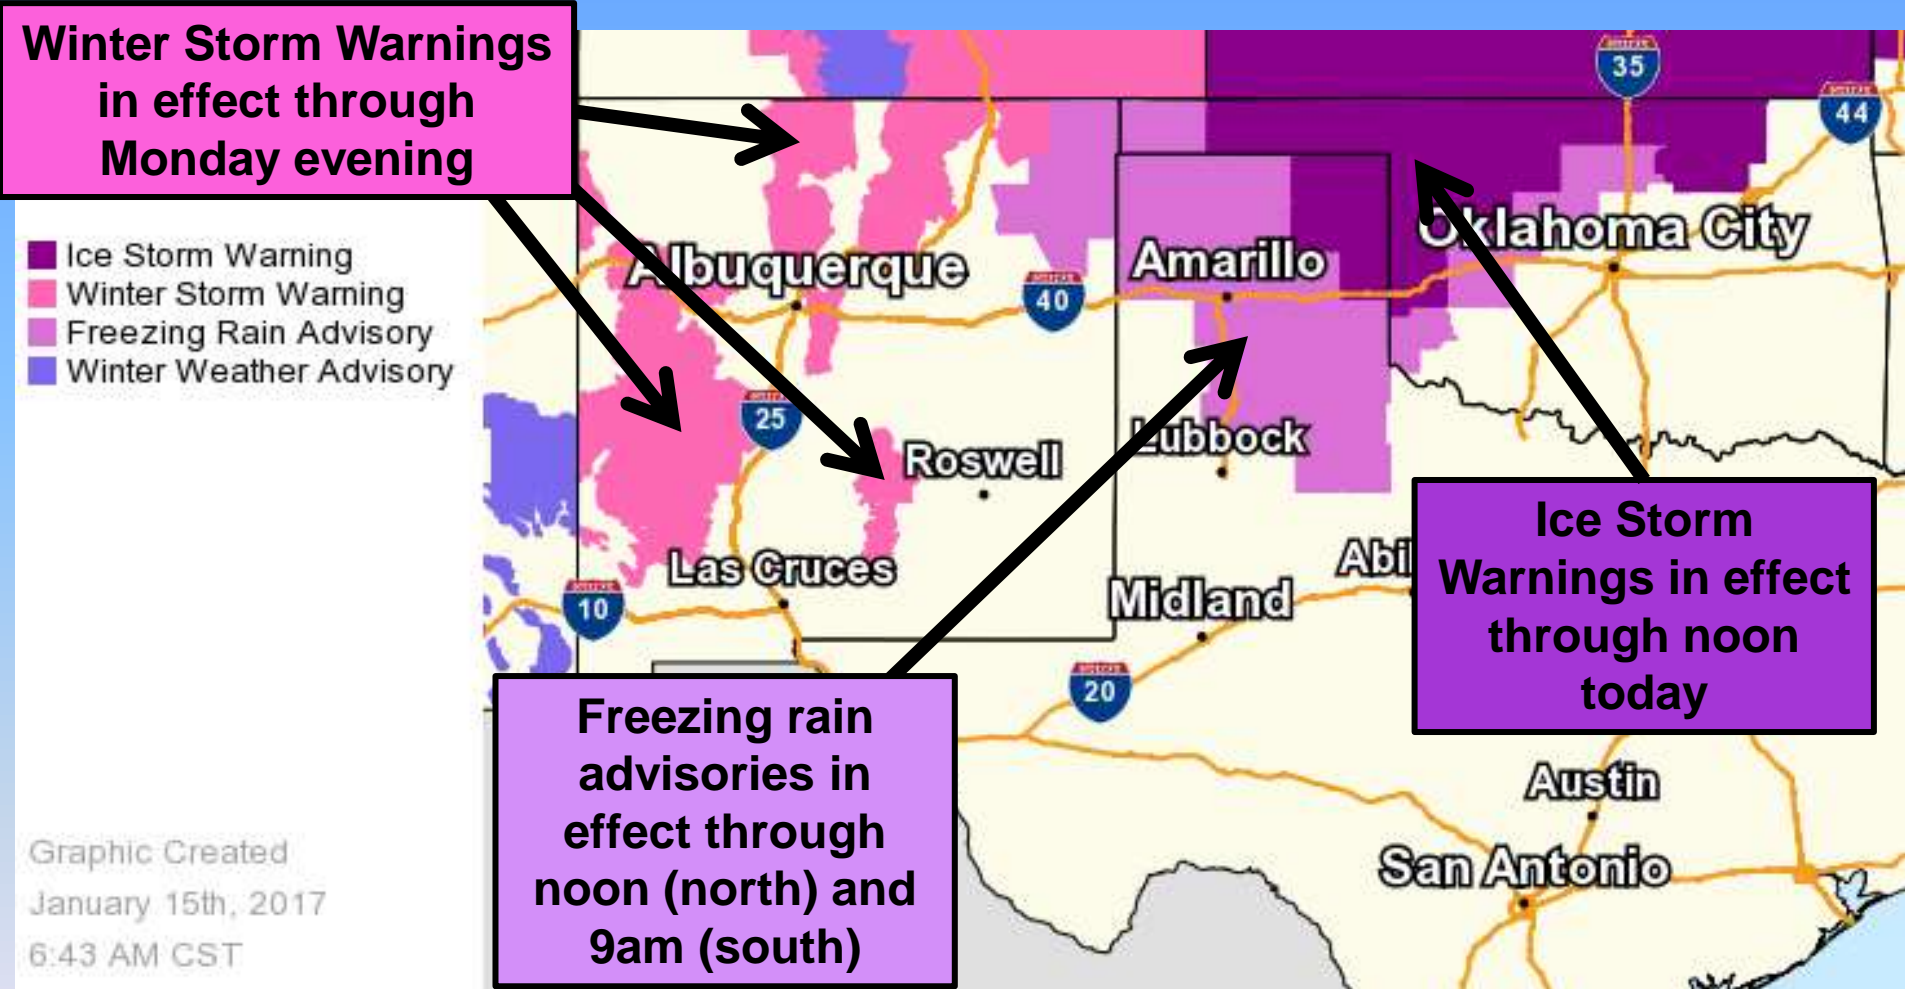 Winter Storm Warnings
in effect through
Monday evening
Ice Storm Warning
Winter Storm Warning
Freezing Rain Advisory
Winter Weather Advisory
35
44
Oklahoma City
Albuquerque
Amarillo
40
25
Roswell
Lubbock
Las Cruces
10
Midland
Abi
20
Ice Storm
Warnings in effect
through noon
today
Freezing rain
advisories in
effect through
noon (north) and
9am (south)
Austin
San Antonio
Graphic Created
January 15th, 2017
6:43 AM CST